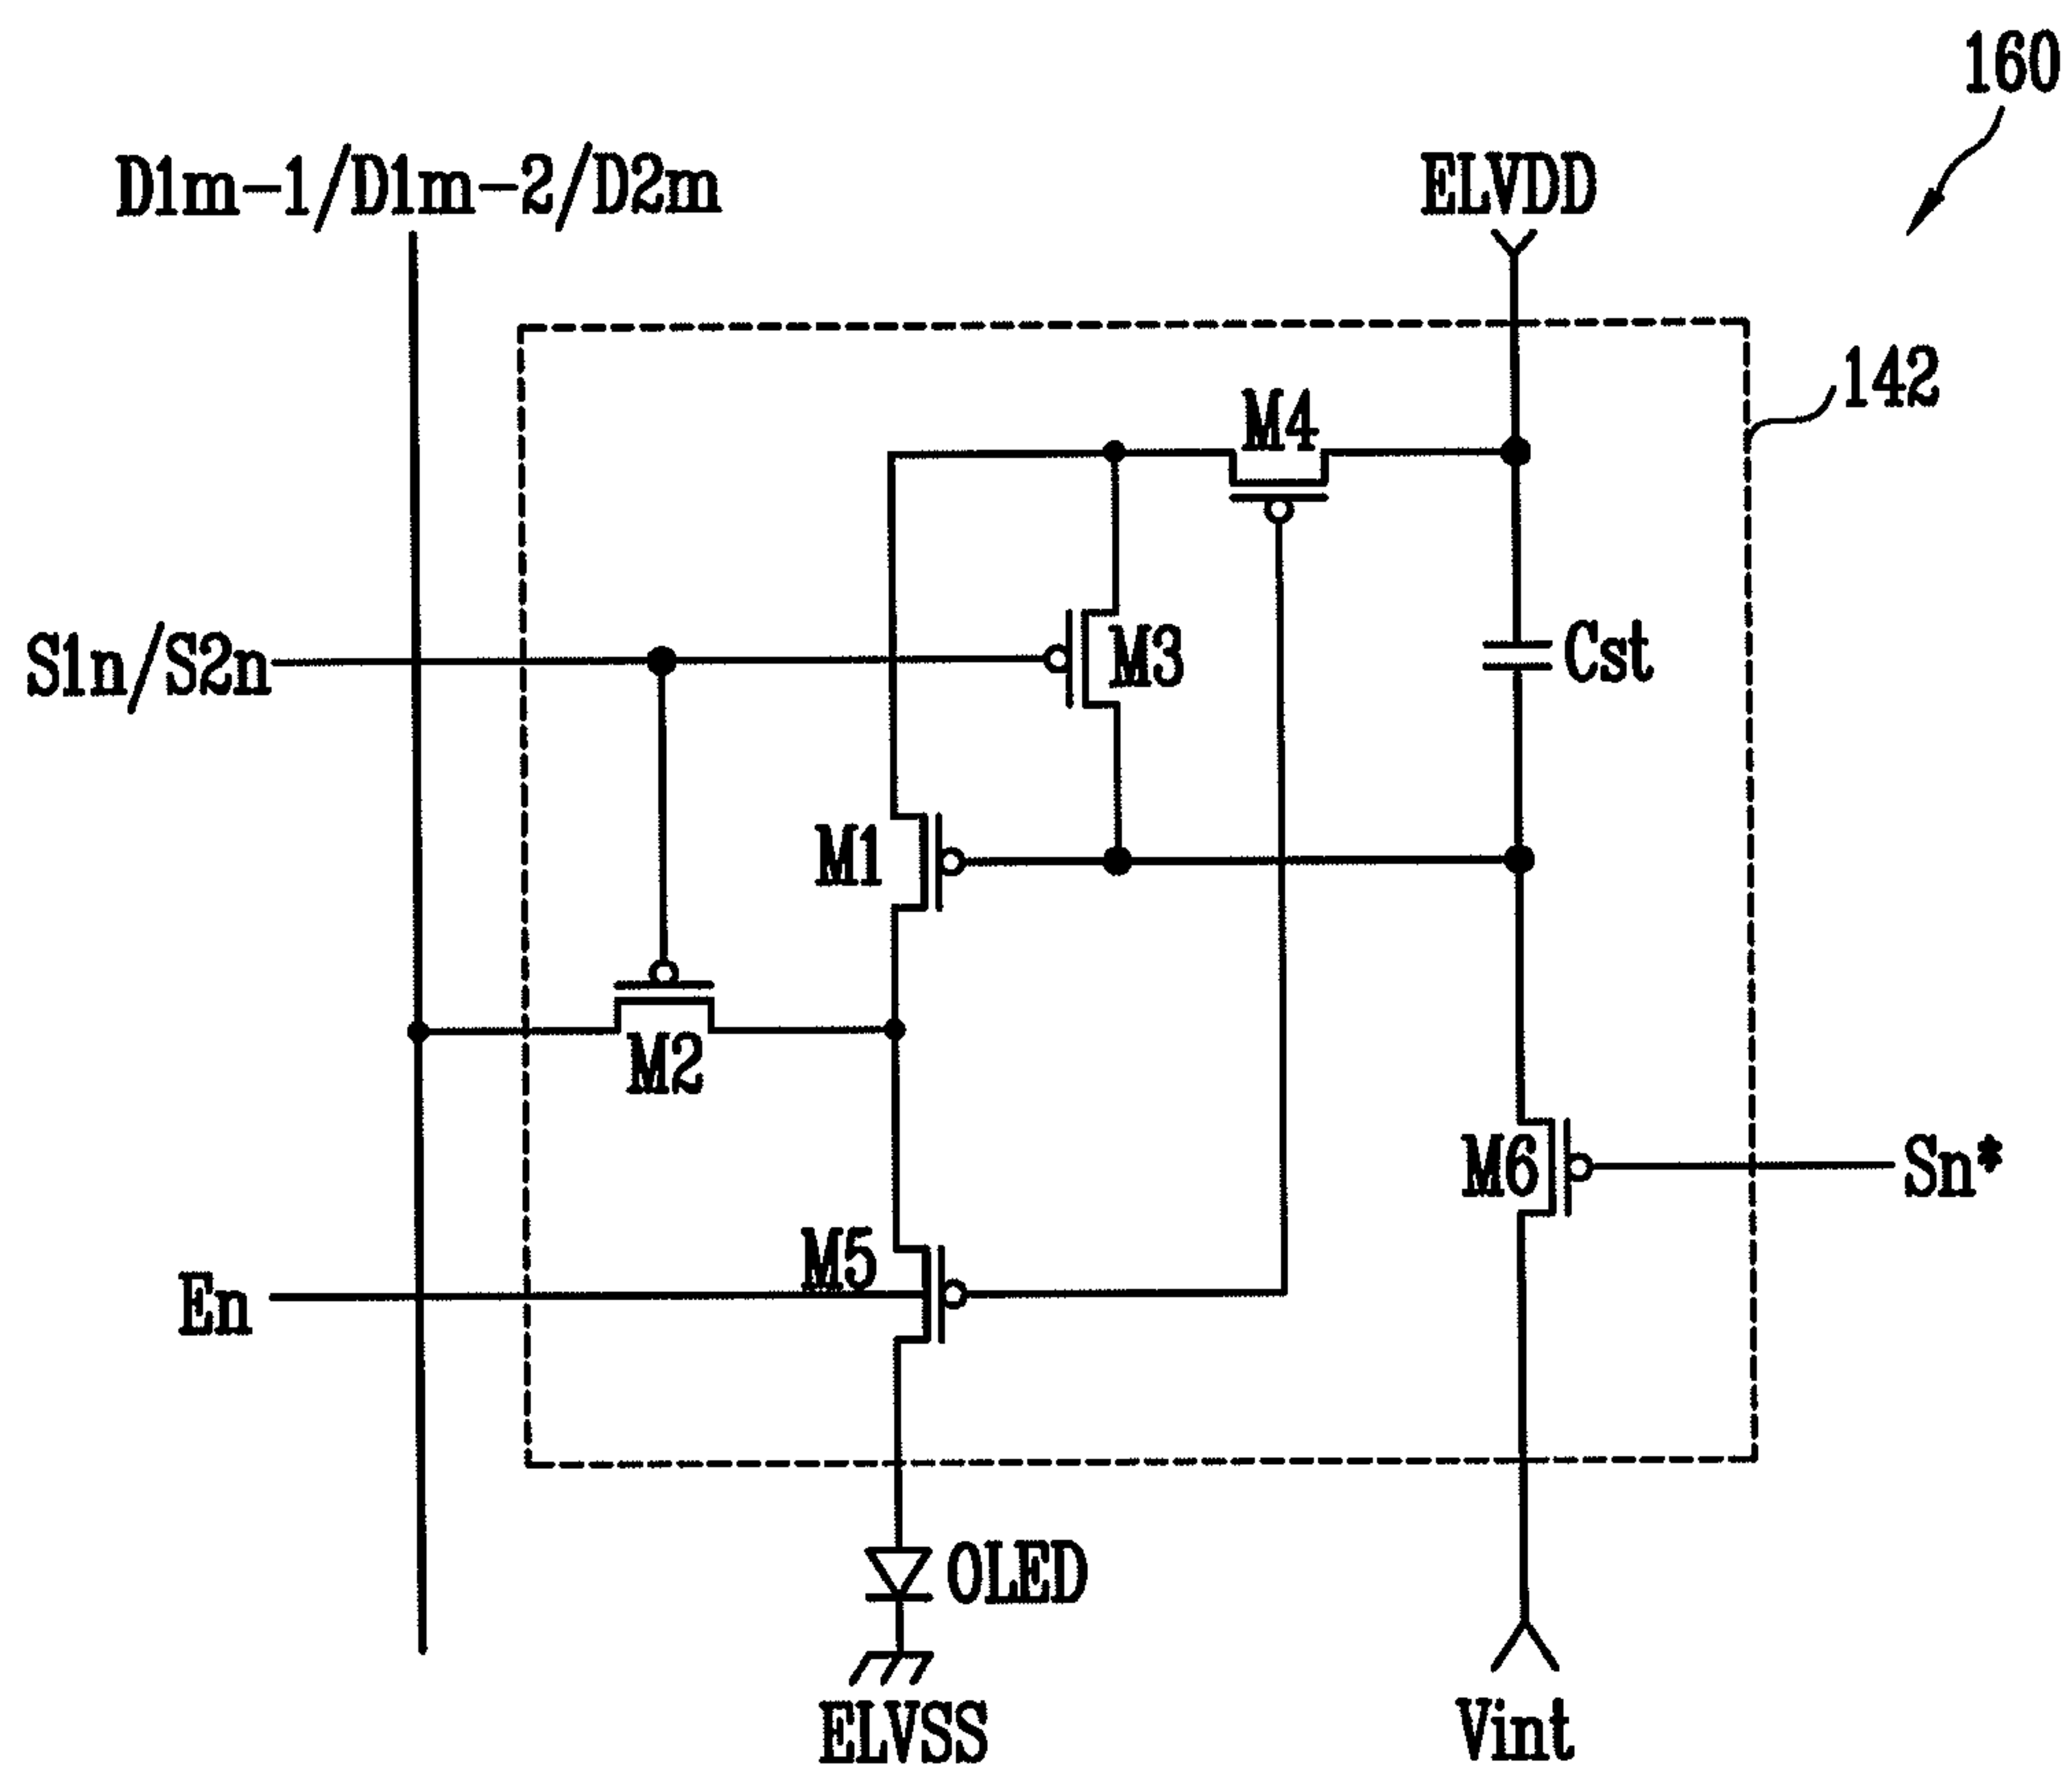 160
D1m-1/D1m-2/D2m
ELVDD
142
M4
S1n/S2n
M3
Cst
M1
M2
M6
Sn*
M5
En
OLED
ELVSS
Vint